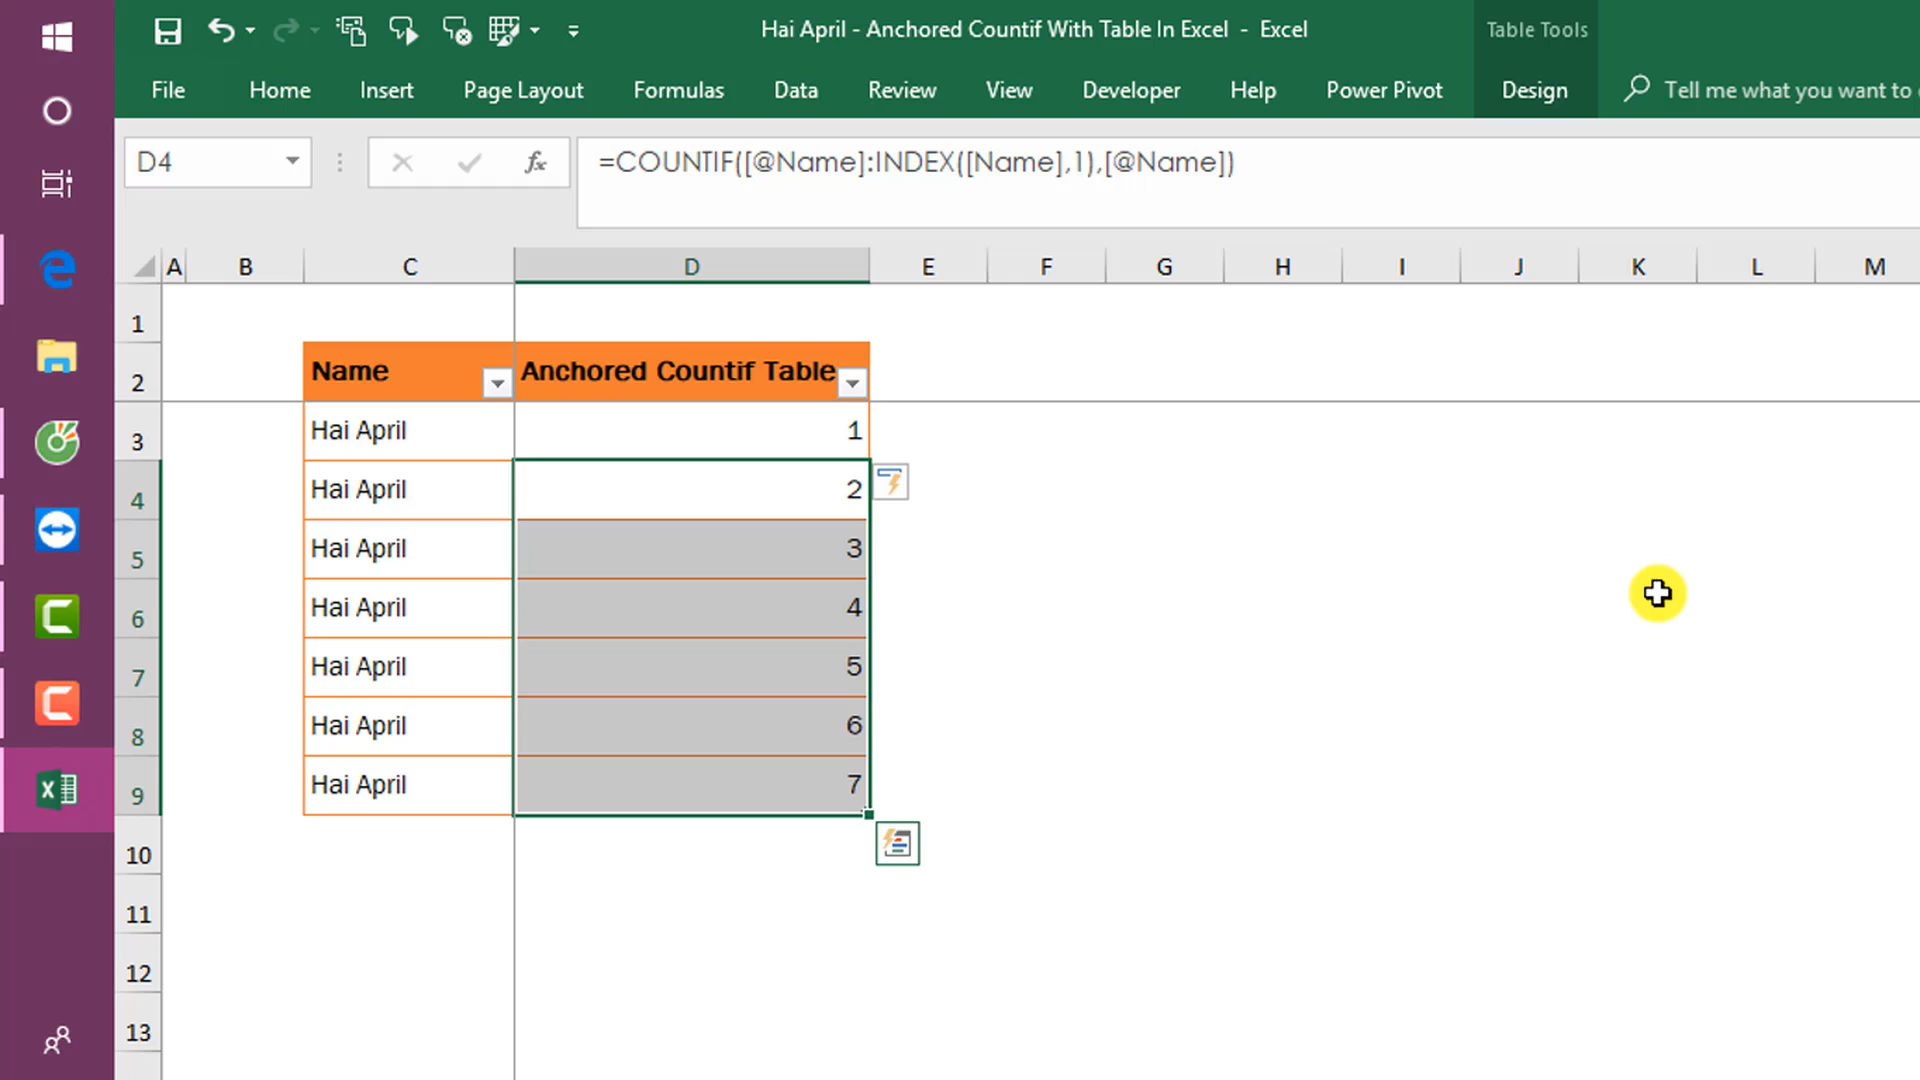 Hai April - Anchored Countif With Table In Excel - Excel
Table Tools
File Home Insert Page Layout Formulas Data Review View Developer Help Power Pivot Design Tell me what you want to
D4 fx =COUNTIF([@Name]:INDEX([Name],1),[@Name])
A B C D E F G H I J K L M
1
2 Name Anchored Countif Table
3 Hai April 1
4 Hai April 2
5 Hai April 3
6 Hai April 4
7 Hai April 5
8 Hai April 6
9 Hai April 7
10
11
12
13